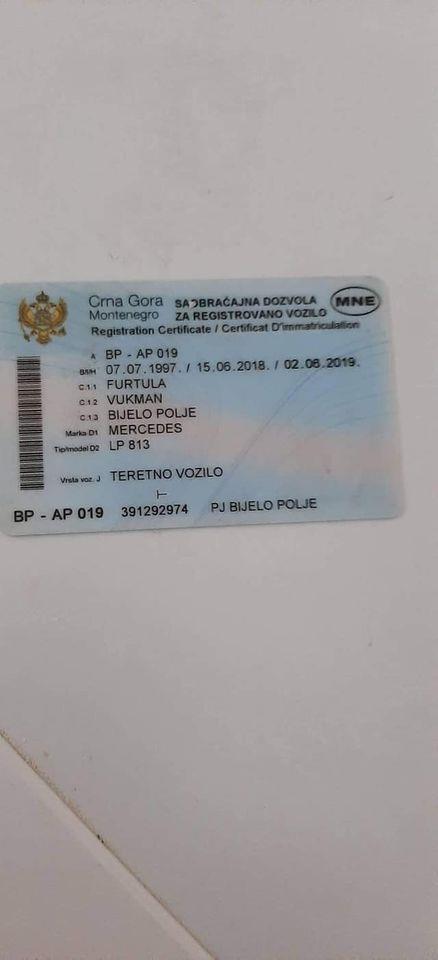 Crna Gora SAOBRAĆAJNA DOZVOLA MNE
Montenegro ZA REGISTROVANO VOZILO
Registration Certificate / Certificat D'immatriculation
A BP - AP 019
B/I/H 07.07.1997. / 15.06.2018. / 02.06.2019.
C.1.1 FURTULA
C.1.2 VUKMAN
C.1.3 BIJELO POLJE
Marka D1 MERCEDES
Tip/model D2 LP 813
Vrsta voz. J TERETNO VOZILO
BP - AP 019 391292974 PJ BIJELO POLJE